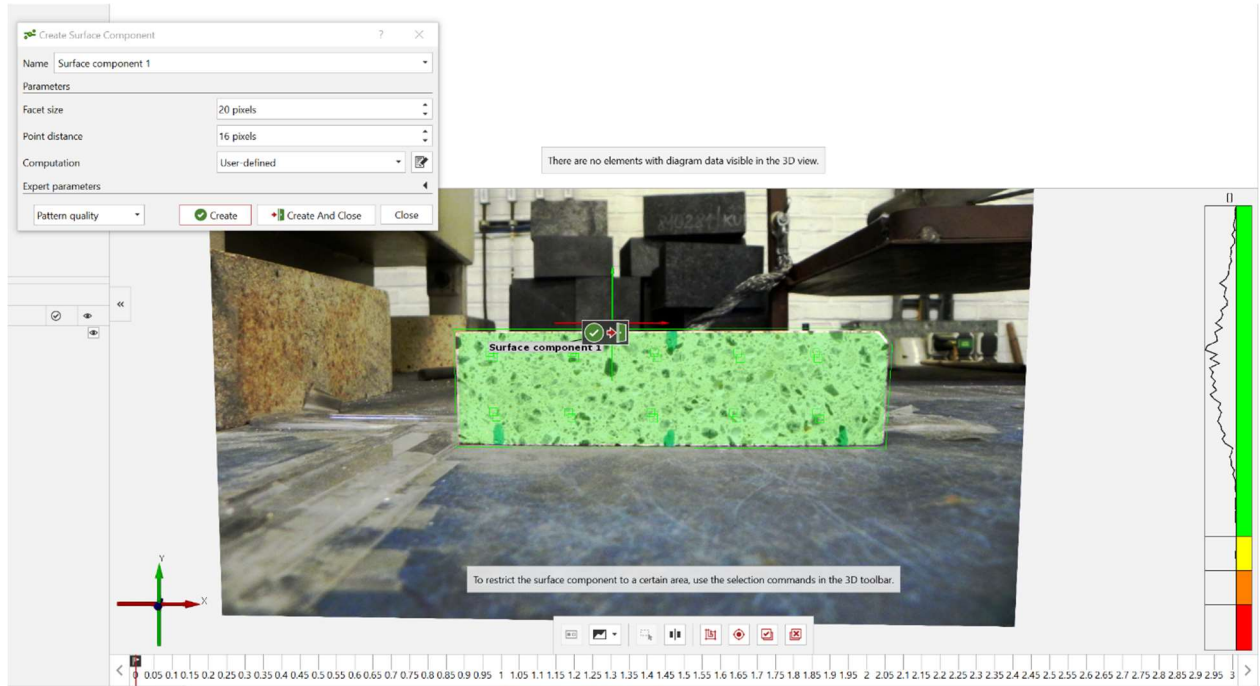 Create Surface Component
Name Surface component 1
Parameters
Facet size 20 pixels
Point distance 16 pixels
Computation User-defined
Expert parameters
Pattern quality Create Create And Close Close
There are no elements with diagram data visible in the 3D view.
[]
Surface component 1
To restrict the surface component to a certain area, use the selection commands in the 3D toolbar.
Y
X
0 0.05 0.1 0.15 0.2 0.25 0.3 0.35 0.4 0.45 0.5 0.55 0.6 0.65 0.7 0.75 0.8 0.85 0.9 0.95 1 1.05 1.1 1.15 1.2 1.25 1.3 1.35 1.4 1.45 1.5 1.55 1.6 1.65 1.7 1.75 1.8 1.85 1.9 1.95 2 2.05 2.1 2.15 2.2 2.25 2.3 2.35 2.4 2.45 2.5 2.55 2.6 2.65 2.7 2.75 2.8 2.85 2.9 2.95 3